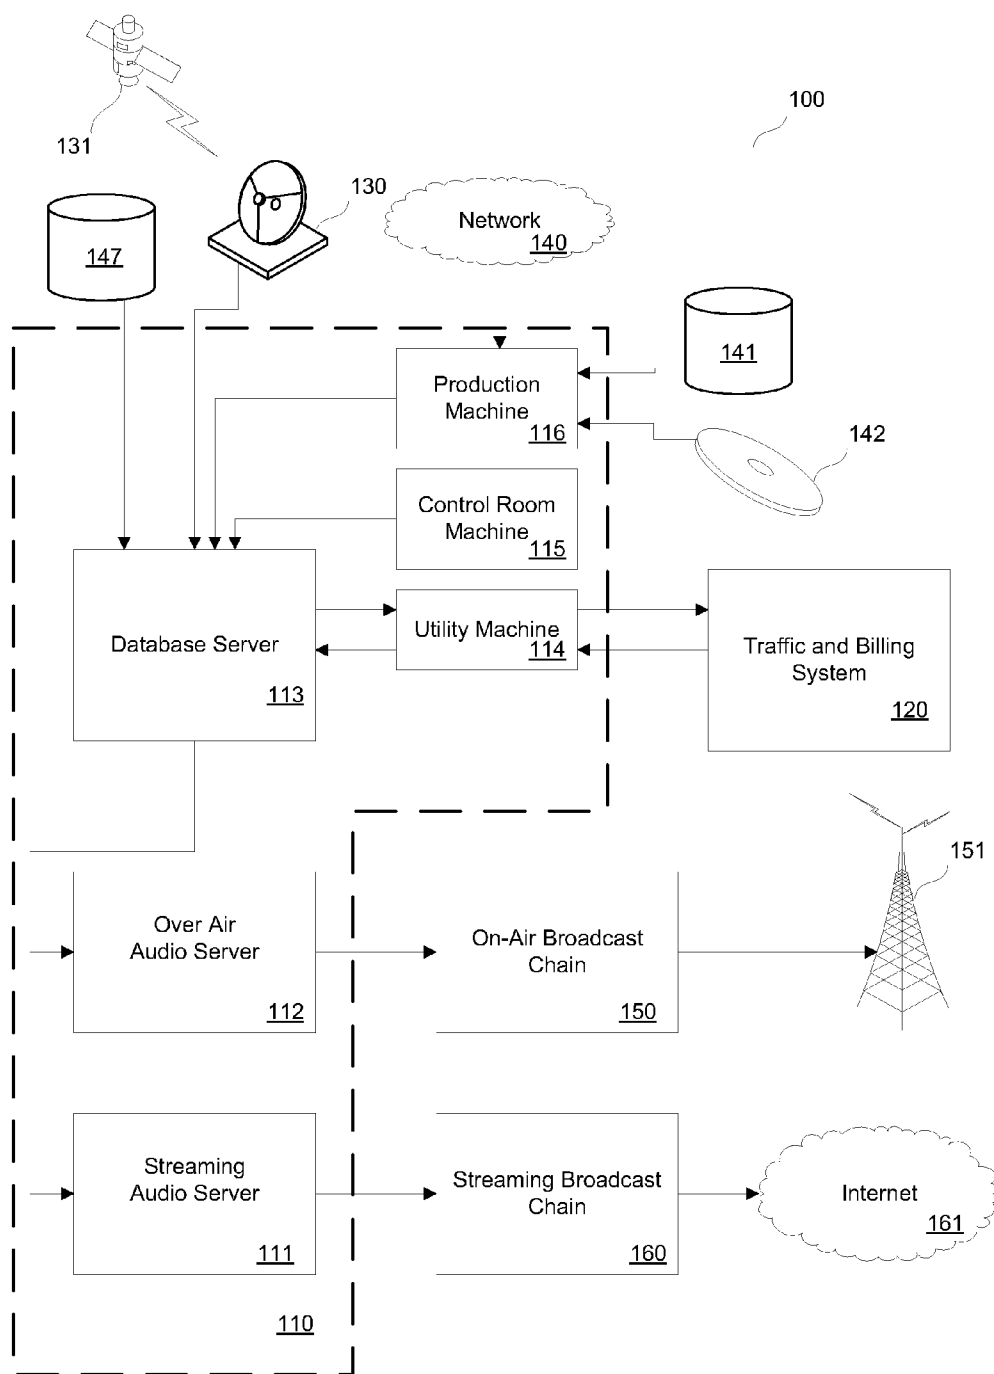 100
131
130
147
Network
140
141
Production
Machine
116
142
Control Room
Machine
115
Database Server
113
Utility Machine
114
Traffic and Billing
System
120
151
Over Air
Audio Server
112
On-Air Broadcast
Chain
150
Streaming
Audio Server
111
Streaming Broadcast
Chain
160
Internet
161
110